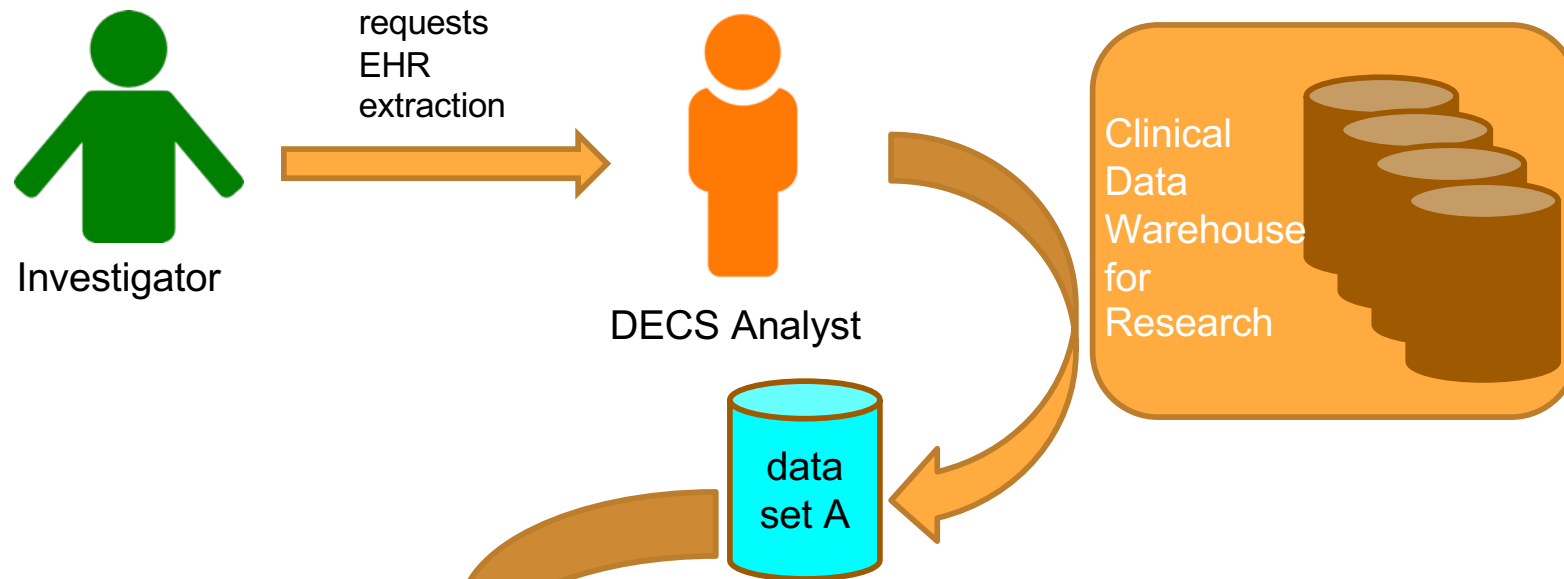 requests
EHR
extraction
Investigator
DECS Analyst
Clinical
Data
Warehouse
for
Research
data
set A